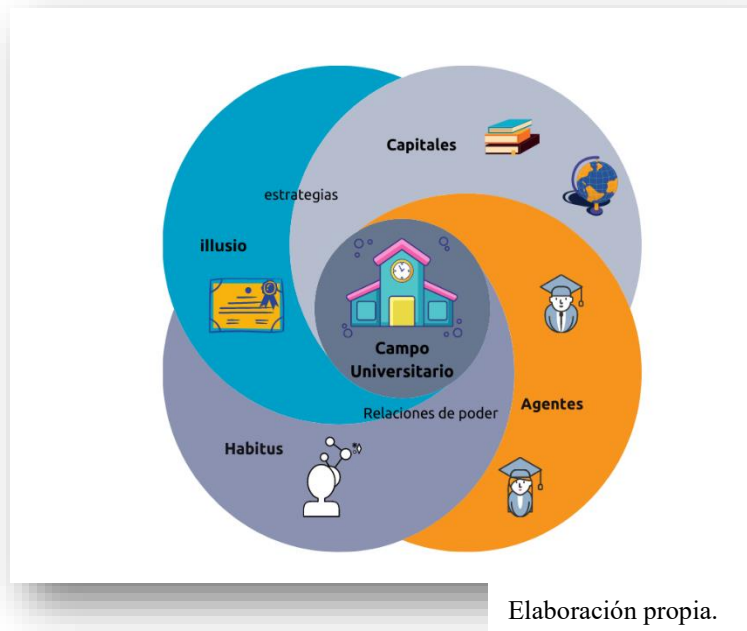 Capitales
estrategias
illusio
Campo
Universitario
Agentes
Relaciones de poder
Habitus
Elaboración propia.